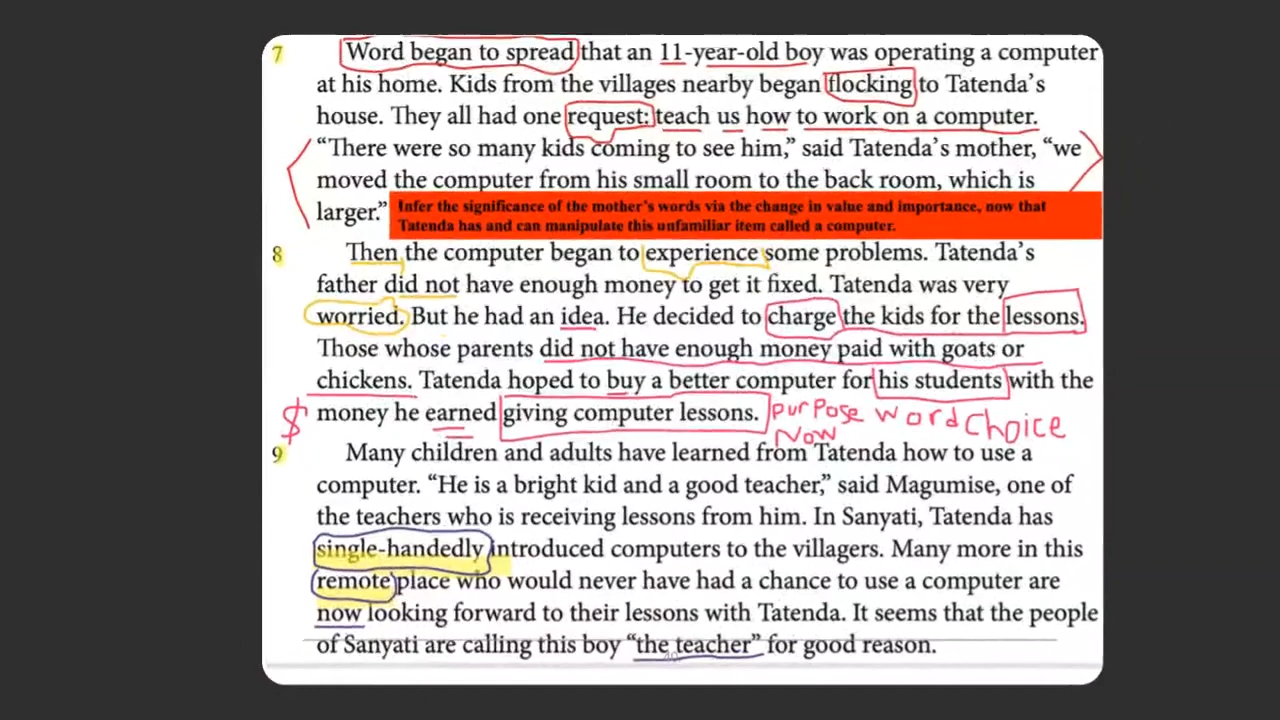 7 Word began to spread that an 11-year-old boy was operating a computer
at his home. Kids from the villages nearby began flocking to Tatenda's
house. They all had one request: teach us how to work on a computer.
“There were so many kids coming to see him,” said Tatenda's mother, “we
moved the computer from his small room to the back room, which is
larger.”
Infer the significance of the mother's words via the change in value and importance, now that
Tatenda has and can manipulate this unfamiliar item called a computer.
8 Then the computer began to experience some problems. Tatenda's
father did not have enough money to get it fixed. Tatenda was very
worried. But he had an idea. He decided to charge the kids for the lessons.
Those whose parents did not have enough money paid with goats or
chickens. Tatenda hoped to buy a better computer for his students with the
$ money he earned giving computer lessons. purpose word choice
Now
9 Many children and adults have learned from Tatenda how to use a
computer. “He is a bright kid and a good teacher,” said Magumise, one of
the teachers who is receiving lessons from him. In Sanyati, Tatenda has
single-handedly introduced computers to the villagers. Many more in this
remote place who would never have had a chance to use a computer are
now looking forward to their lessons with Tatenda. It seems that the people
of Sanyati are calling this boy “the teacher” for good reason.